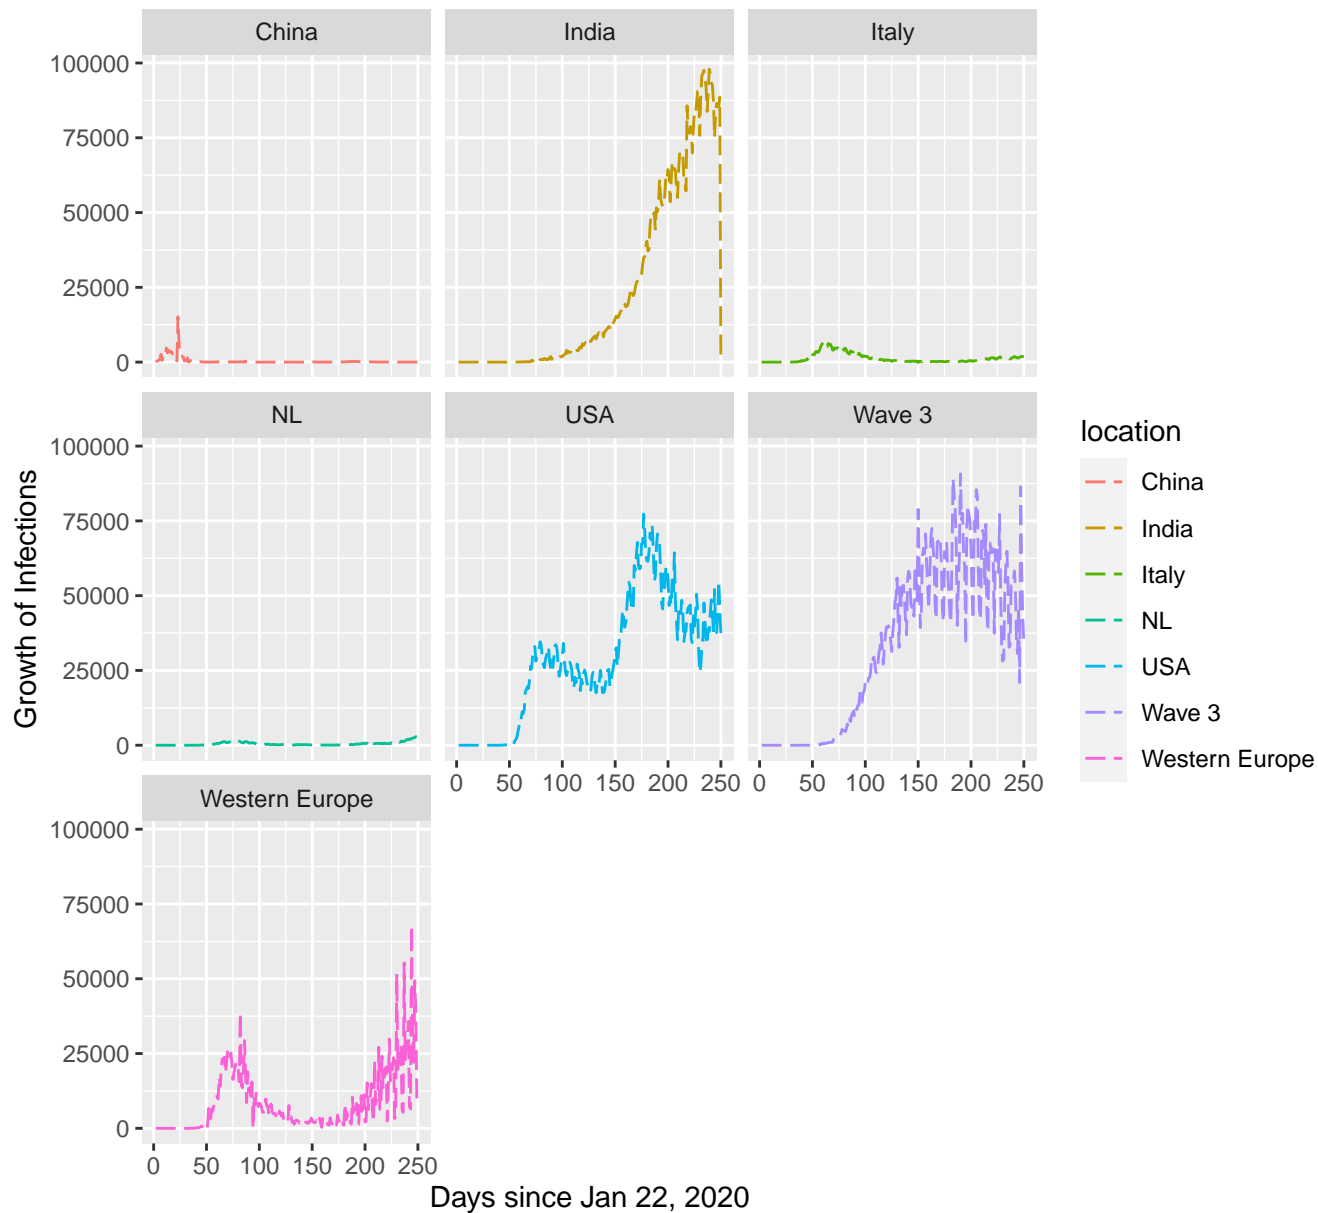 China India Italy
100000
75000
50000
25000
0
NL USA Wave 3
100000
75000
50000
25000
0
0 50 100 150 200 250 0 50 100 150 200 250
Western Europe
100000
75000
50000
25000
0
0 50 100 150 200 250
Growth of Infections
Days since Jan 22, 2020
location
China
India
Italy
NL
USA
Wave 3
Western Europe